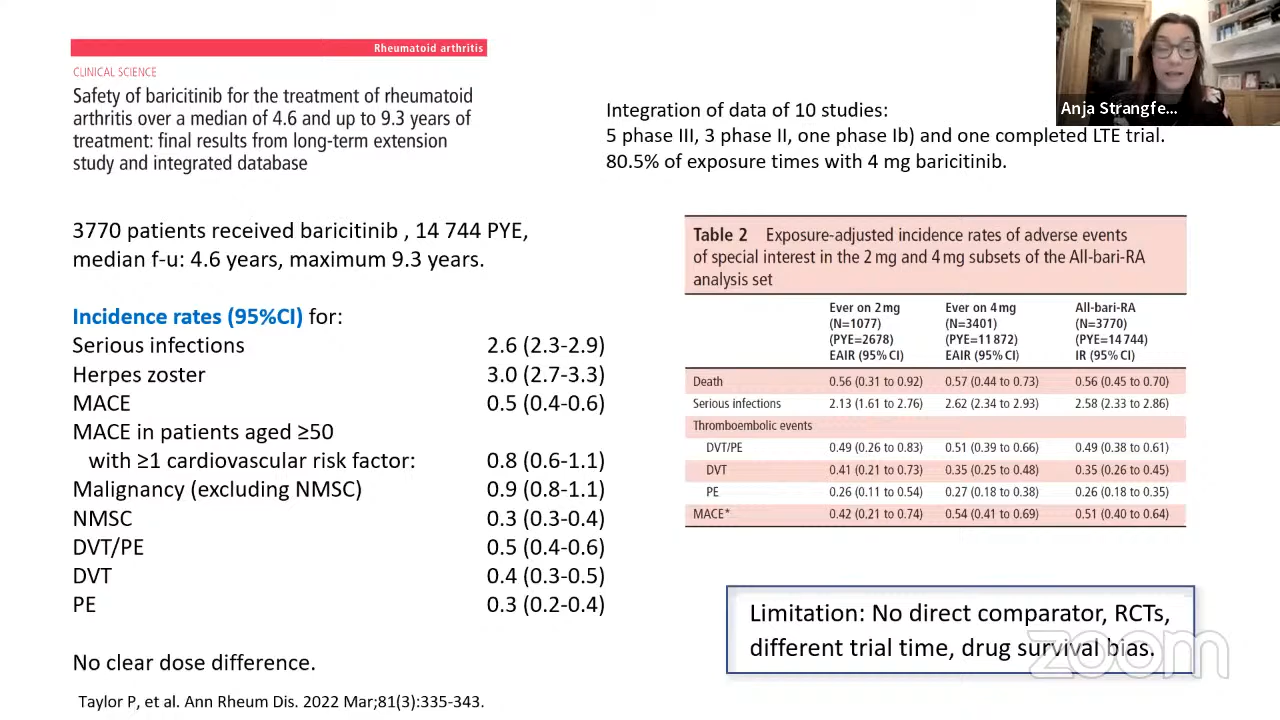 Rheumatoid arthritis
CLINICAL SCIENCE
Safety of baricitinib for the treatment of rheumatoid
arthritis over a median of 4.6 and up to 9.3 years of
treatment: final results from long-term extension
study and integrated database
Anja Strangfe...
Integration of data of 10 studies:
5 phase III, 3 phase II, one phase Ib) and one completed LTE trial.
80.5% of exposure times with 4 mg baricitinib.
3770 patients received baricitinib , 14 744 PYE,
median f-u: 4.6 years, maximum 9.3 years.
Incidence rates (95%CI) for:
Serious infections 2.6 (2.3-2.9)
Herpes zoster 3.0 (2.7-3.3)
MACE 0.5 (0.4-0.6)
MACE in patients aged ≥50
with ≥1 cardiovascular risk factor: 0.8 (0.6-1.1)
Malignancy (excluding NMSC) 0.9 (0.8-1.1)
NMSC 0.3 (0.3-0.4)
DVT/PE 0.5 (0.4-0.6)
DVT 0.4 (0.3-0.5)
PE 0.3 (0.2-0.4)
No clear dose difference.
Taylor P, et al. Ann Rheum Dis. 2022 Mar;81(3):335-343.
Table 2 Exposure-adjusted incidence rates of adverse events
of special interest in the 2 mg and 4 mg subsets of the All-bari-RA
analysis set
Ever on 2 mg Ever on 4 mg All-bari-RA
(N=1077) (N=3401) (N=3770)
(PYE=2678) (PYE=11 872) (PYE=14 744)
EAIR (95% CI) EAIR (95% CI) IR (95% CI)
Death 0.56 (0.31 to 0.92) 0.57 (0.44 to 0.73) 0.56 (0.45 to 0.70)
Serious infections 2.13 (1.61 to 2.76) 2.62 (2.34 to 2.93) 2.58 (2.33 to 2.86)
Thromboembolic events
DVT/PE 0.49 (0.26 to 0.83) 0.51 (0.39 to 0.66) 0.49 (0.38 to 0.61)
DVT 0.41 (0.21 to 0.73) 0.35 (0.25 to 0.48) 0.35 (0.26 to 0.45)
PE 0.26 (0.11 to 0.54) 0.27 (0.18 to 0.38) 0.26 (0.18 to 0.35)
MACE* 0.42 (0.21 to 0.74) 0.54 (0.41 to 0.69) 0.51 (0.40 to 0.64)
Limitation: No direct comparator, RCTs,
different trial time, drug survival bias.
zoom